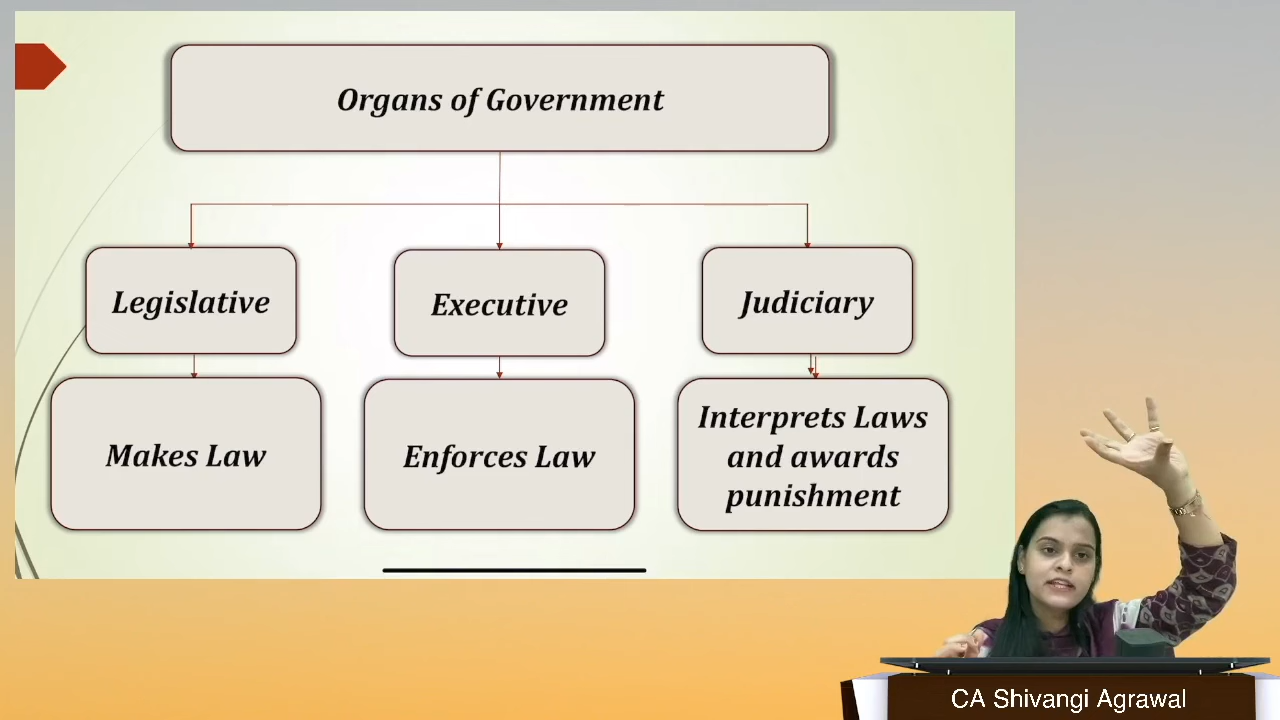 Organs of Government
Legislative
Executive
Judiciary
Makes Law
Enforces Law
Interprets Laws
and awards
punishment
CA Shivangi Agrawal